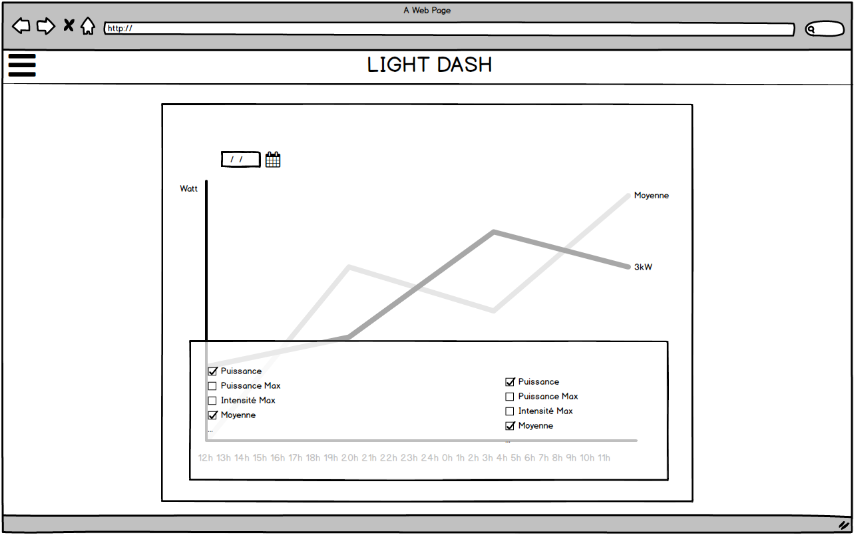 A Web Page
http://
LIGHT DASH
/ /
Watt
Moyenne
3kW
Puissance
Puissance Max
Intensité Max
Moyenne
...
Puissance
Puissance Max
Intensité Max
Moyenne
...
12h 13h 14h 15h 16h 17h 18h 19h 20h 21h 22h 23h 24h 0h 1h 2h 3h 4h 5h 6h 7h 8h 9h 10h 11h